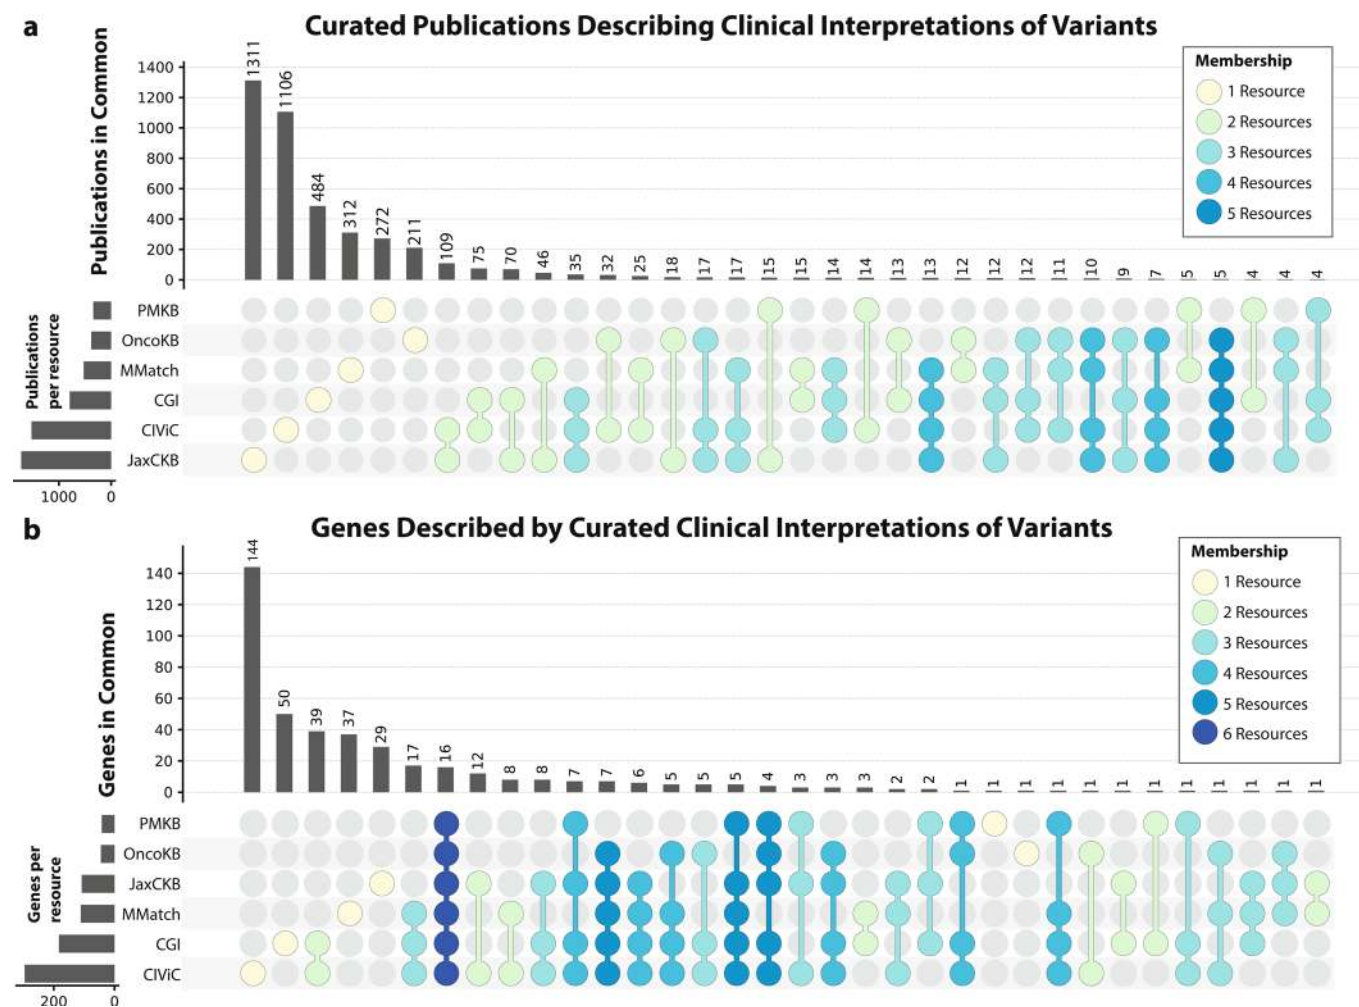 a
Curated Publications Describing Clinical Interpretations of Variants
Publications in Common
1400
1200
1000
800
600
400
200
0
1311 1106 484 312 272 211 109 75 70 46 35 32 25 18 17 17 15 15 14 14 13 13 12 12 12 11 10 9 7 5 5 4 4 4
Membership
1 Resource
2 Resources
3 Resources
4 Resources
5 Resources
Publications
per resource
PMKB
OncoKB
MMatch
CGI
CIViC
JaxCKB
1000 0
b
Genes Described by Curated Clinical Interpretations of Variants
Genes in Common
140
120
100
80
60
40
20
0
144 50 39 37 29 17 16 12 8 8 7 7 6 5 5 5 4 3 3 3 2 2 1 1 1 1 1 1 1 1 1 1 1 1
Membership
1 Resource
2 Resources
3 Resources
4 Resources
5 Resources
6 Resources
Genes per
resource
PMKB
OncoKB
JaxCKB
MMatch
CGI
CIViC
200 0